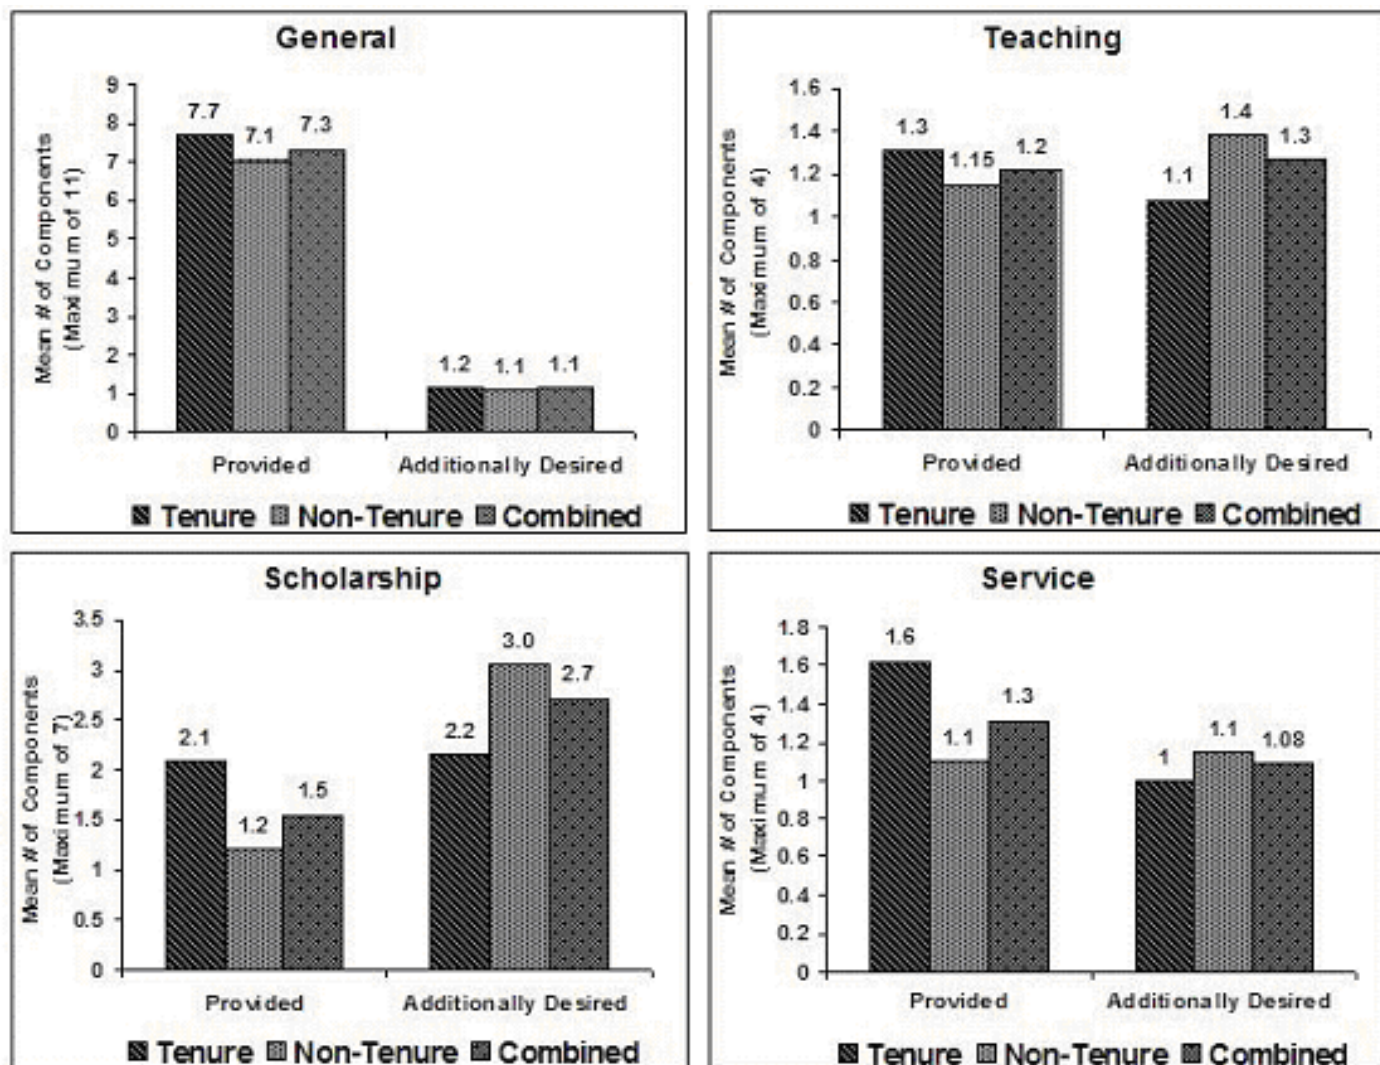 General
Mean # of Components
(Maximum of 11)
9
8
7
6
5
4
3
2
1
0
7.7
7.1
7.3
1.2
1.1
1.1
Provided
Additionally Desired
Tenure Non-Tenure Combined
Teaching
Mean # of Components
(Maximum of 4)
1.6
1.4
1.2
1
0.8
0.6
0.4
0.2
0
1.3
1.15
1.2
1.1
1.4
1.3
Provided
Additionally Desired
Tenure Non-Tenure Combined
Scholarship
Mean # of Components
(Maximum of 7)
3.5
3
2.5
2
1.5
1
0.5
0
2.1
1.2
1.5
2.2
3.0
2.7
Provided
Additionally Desired
Tenure Non-Tenure Combined
Service
Mean # of Components
(Maximum of 4)
1.8
1.6
1.4
1.2
1
0.8
0.6
0.4
0.2
0
1.6
1.1
1.3
1
1.1
1.08
Provided
Additionally Desired
Tenure Non-Tenure Combined